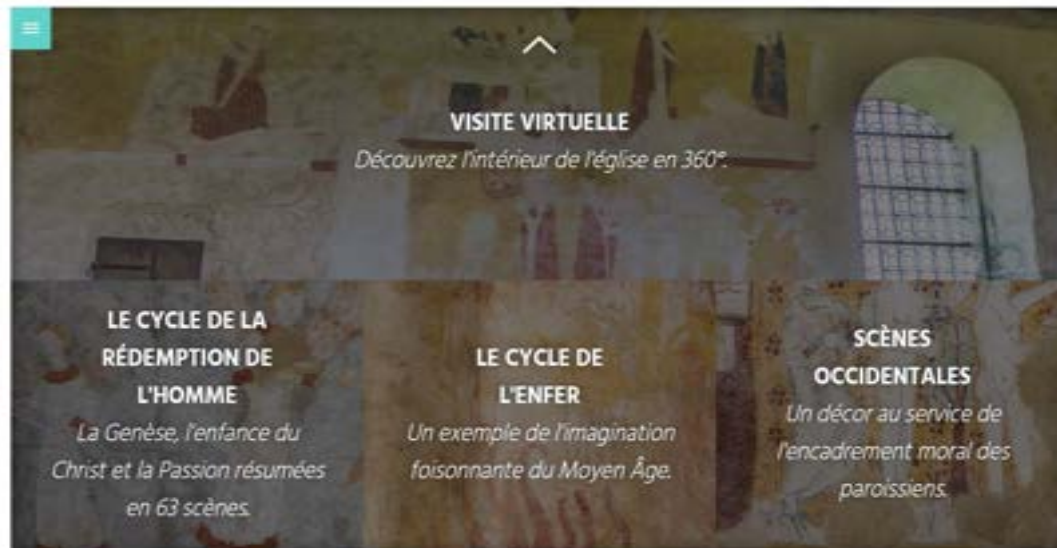 VISITE VIRTUELLE
Découvrez l'intérieur de l'église en 360°.
LE CYCLE DE LA
RÉDEMPTION DE
L'HOMME
La Genèse, l'enfance du
Christ et la Passion résumées
en 63 scènes.
LE CYCLE DE
L'ENFER
Un exemple de l'imagination
foisonnante du Moyen Âge.
SCÈNES
OCCIDENTALES
Un décor au service de
l'encadrement moral des
paroissiens.